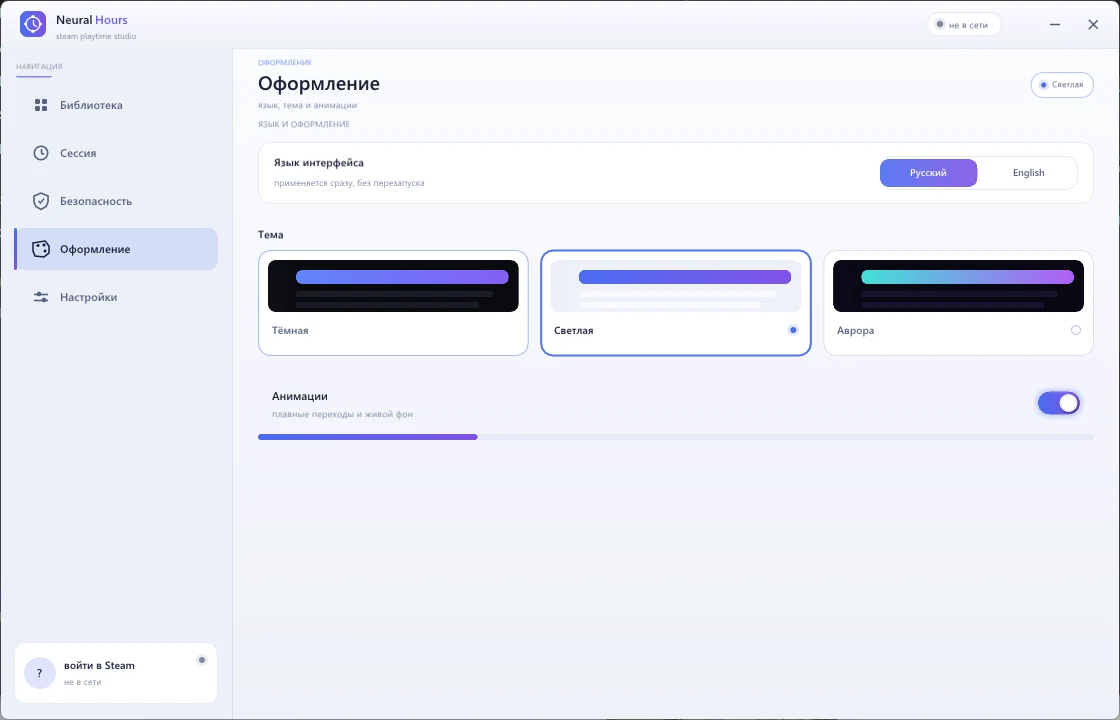 Neural Hours
steam playtime studio
не в сети
НАВИГАЦИЯ
Библиотека
Сессия
Безопасность
Оформление
Настройки
? войти в Steam
не в сети
ОФОРМЛЕНИЕ
Оформление
Светлая
язык, тема и анимации
ЯЗЫК И ОФОРМЛЕНИЕ
Язык интерфейса
применяется сразу, без перезапуска
Русский English
Тема
Тёмная Светлая Аврора
Анимации
плавные переходы и живой фон